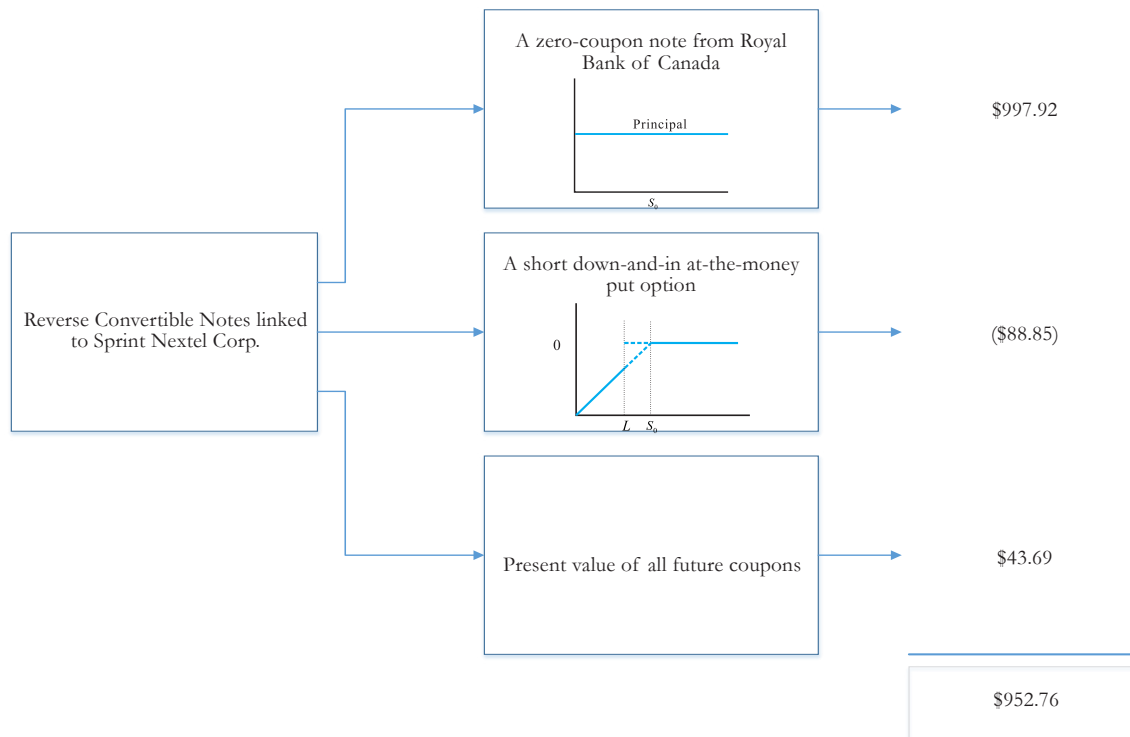 A zero-coupon note from Royal
Bank of Canada
Principal
S₀
$997.92
Reverse Convertible Notes linked
to Sprint Nextel Corp.
A short down-and-in at-the-money
put option
0
L S₀
($88.85)
Present value of all future coupons
$43.69
$952.76